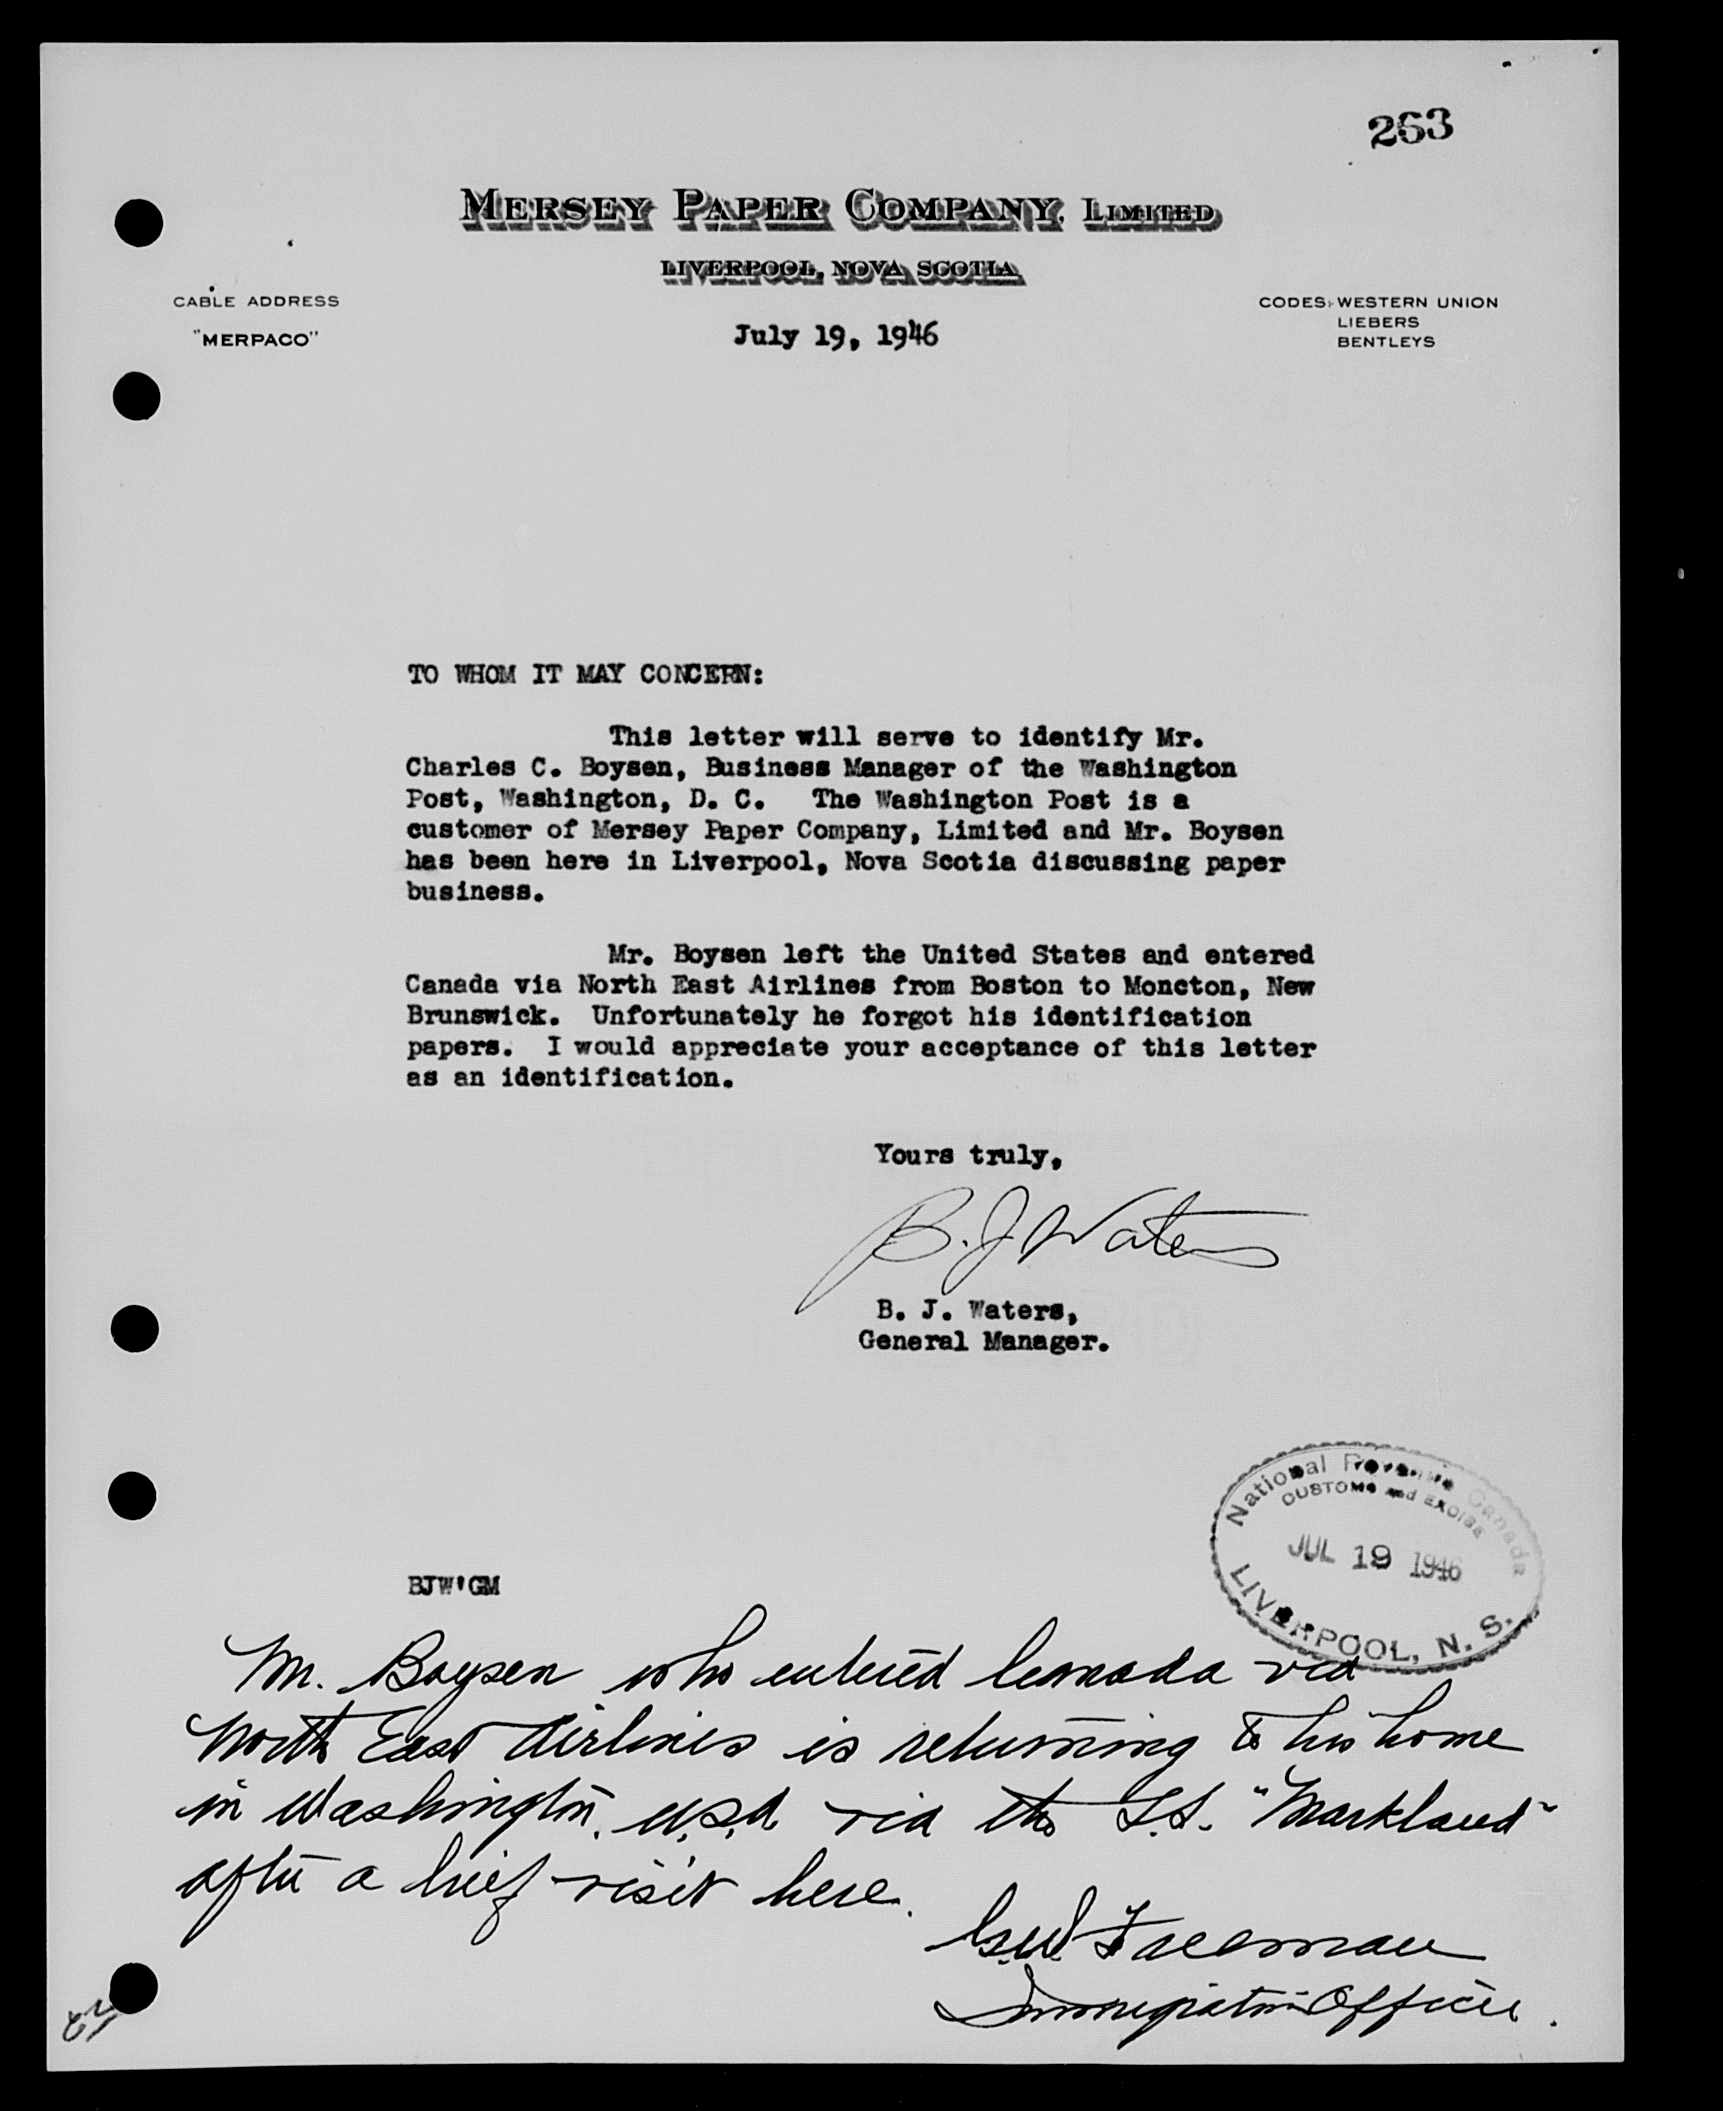 263
MERSEY PAPER COMPANY, LIMITED
LIVERPOOL, NOVA SCOTIA
CABLE ADDRESS
"MERPACO"
CODES: WESTERN UNION
LIEBERS
BENTLEYS
July 19, 1946
TO WHOM IT MAY CONCERN:
This letter will serve to identify Mr.
Charles C. Boysen, Business Manager of the Washington
Post, Washington, D. C. The Washington Post is a
customer of Mersey Paper Company, Limited and Mr. Boysen
has been here in Liverpool, Nova Scotia discussing paper
business.
Mr. Boysen left the United States and entered
Canada via North East Airlines from Boston to Moncton, New
Brunswick. Unfortunately he forgot his identification
papers. I would appreciate your acceptance of this letter
as an identification.
Yours truly,
B. J Waters
B. J. Waters,
General Manager.
National Revenue Canada
CUSTOMS and EXCISE
JUL 19 1946
LIVERPOOL, N. S.
BJW'GM
Mr. Boysen who entered Canada via
North East Airlines is returning to his home
in Washington, U.S.A. via the S.S. "Markland"
after a brief visit here.
Freeman
Immigration Officer.